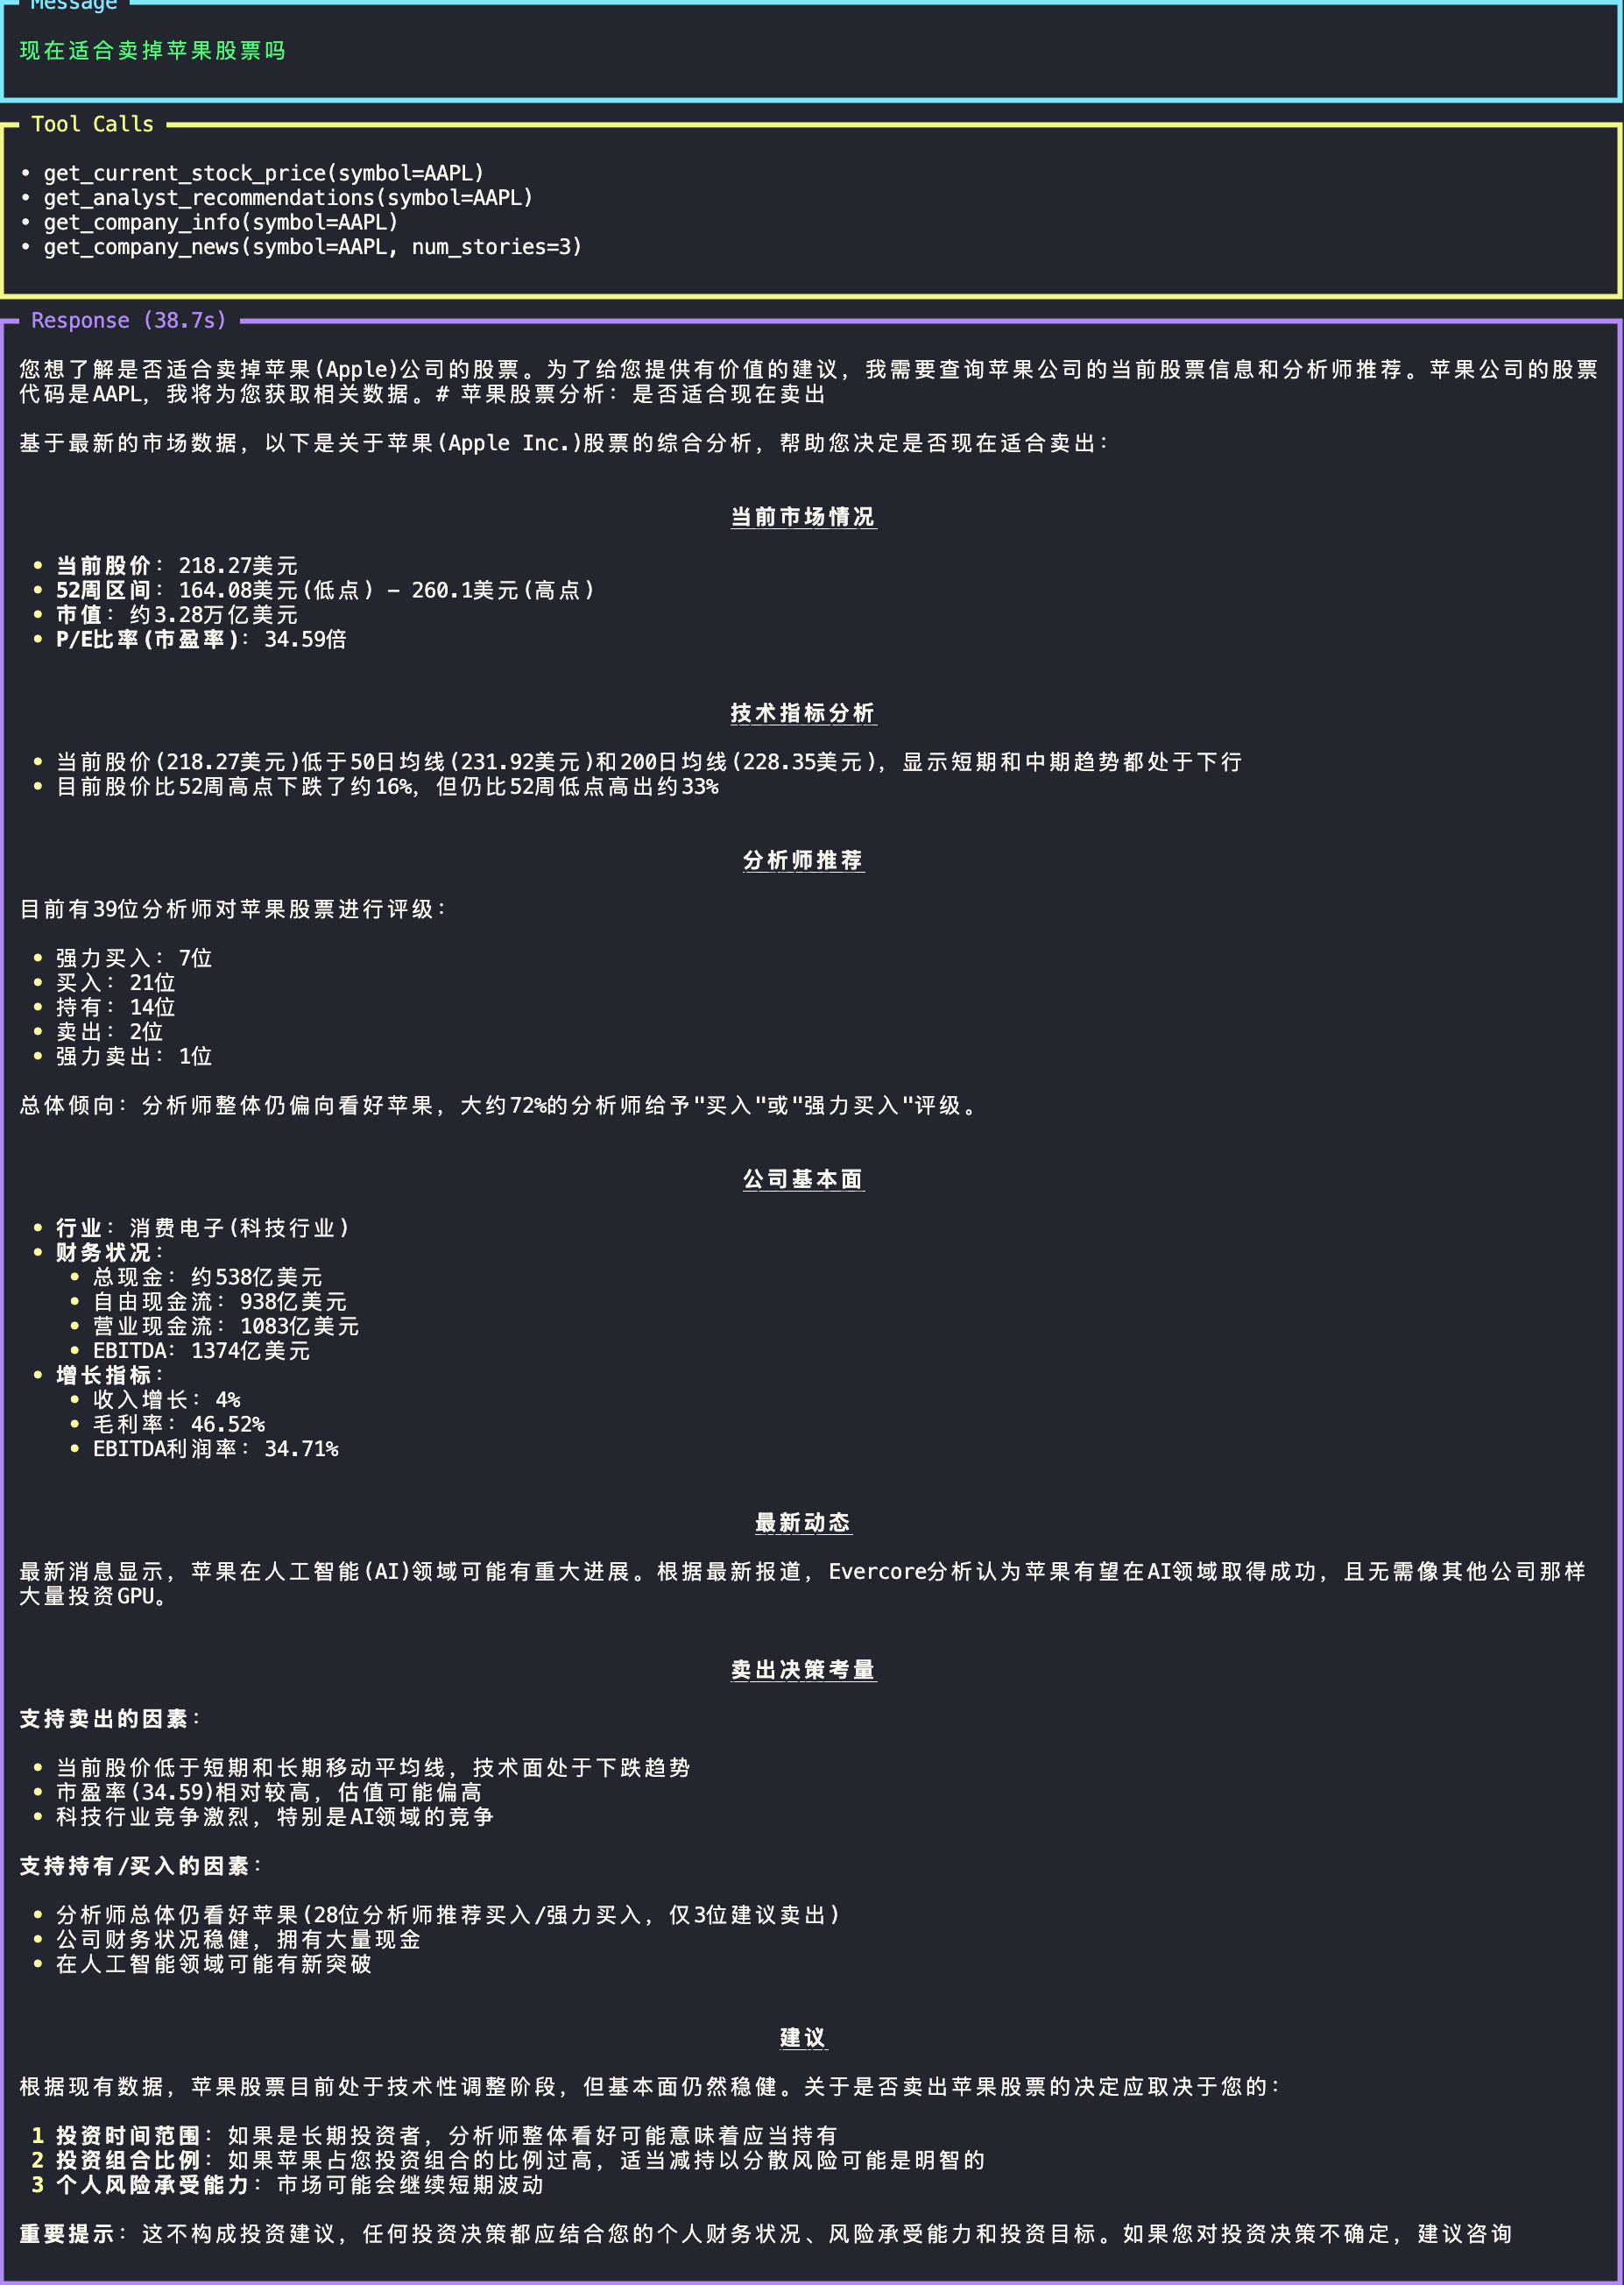 Message
现在适合卖掉苹果股票吗
Tool Calls
• get_current_stock_price(symbol=AAPL)
• get_analyst_recommendations(symbol=AAPL)
• get_company_info(symbol=AAPL)
• get_company_news(symbol=AAPL, num_stories=3)
Response (38.7s)
您想了解是否适合卖掉苹果(Apple)公司的股票。为了给您提供有价值的建议，我需要查询苹果公司的当前股票信息和分析师推荐。苹果公司的股票
代码是AAPL，我将为您获取相关数据。# 苹果股票分析：是否适合现在卖出
基于最新的市场数据，以下是关于苹果(Apple Inc.)股票的综合分析，帮助您决定是否现在适合卖出：
当前市场情况
• 当前股价：218.27美元
• 52周区间：164.08美元(低点) – 260.1美元(高点)
• 市值：约3.28万亿美元
• P/E比率(市盈率)：34.59倍
技术指标分析
• 当前股价(218.27美元)低于50日均线(231.92美元)和200日均线(228.35美元)，显示短期和中期趋势都处于下行
• 目前股价比52周高点下跌了约16%，但仍比52周低点高出约33%
分析师推荐
目前有39位分析师对苹果股票进行评级：
• 强力买入：7位
• 买入：21位
• 持有：14位
• 卖出：2位
• 强力卖出：1位
总体倾向：分析师整体仍偏向看好苹果，大约72%的分析师给予"买入"或"强力买入"评级。
公司基本面
• 行业：消费电子(科技行业)
• 财务状况：
• 总现金：约538亿美元
• 自由现金流：938亿美元
• 营业现金流：1083亿美元
• EBITDA：1374亿美元
• 增长指标：
• 收入增长：4%
• 毛利率：46.52%
• EBITDA利润率：34.71%
最新动态
最新消息显示，苹果在人工智能(AI)领域可能有重大进展。根据最新报道，Evercore分析认为苹果有望在AI领域取得成功，且无需像其他公司那样
大量投资GPU。
卖出决策考量
支持卖出的因素：
• 当前股价低于短期和长期移动平均线，技术面处于下跌趋势
• 市盈率(34.59)相对较高，估值可能偏高
• 科技行业竞争激烈，特别是AI领域的竞争
支持持有/买入的因素：
• 分析师总体仍看好苹果(28位分析师推荐买入/强力买入，仅3位建议卖出)
• 公司财务状况稳健，拥有大量现金
• 在人工智能领域可能有新突破
建议
根据现有数据，苹果股票目前处于技术性调整阶段，但基本面仍然稳健。关于是否卖出苹果股票的决定应取决于您的：
1 投资时间范围：如果是长期投资者，分析师整体看好可能意味着应当持有
2 投资组合比例：如果苹果占您投资组合的比例过高，适当减持以分散风险可能是明智的
3 个人风险承受能力：市场可能会继续短期波动
重要提示：这不构成投资建议，任何投资决策都应结合您的个人财务状况、风险承受能力和投资目标。如果您对投资决策不确定，建议咨询